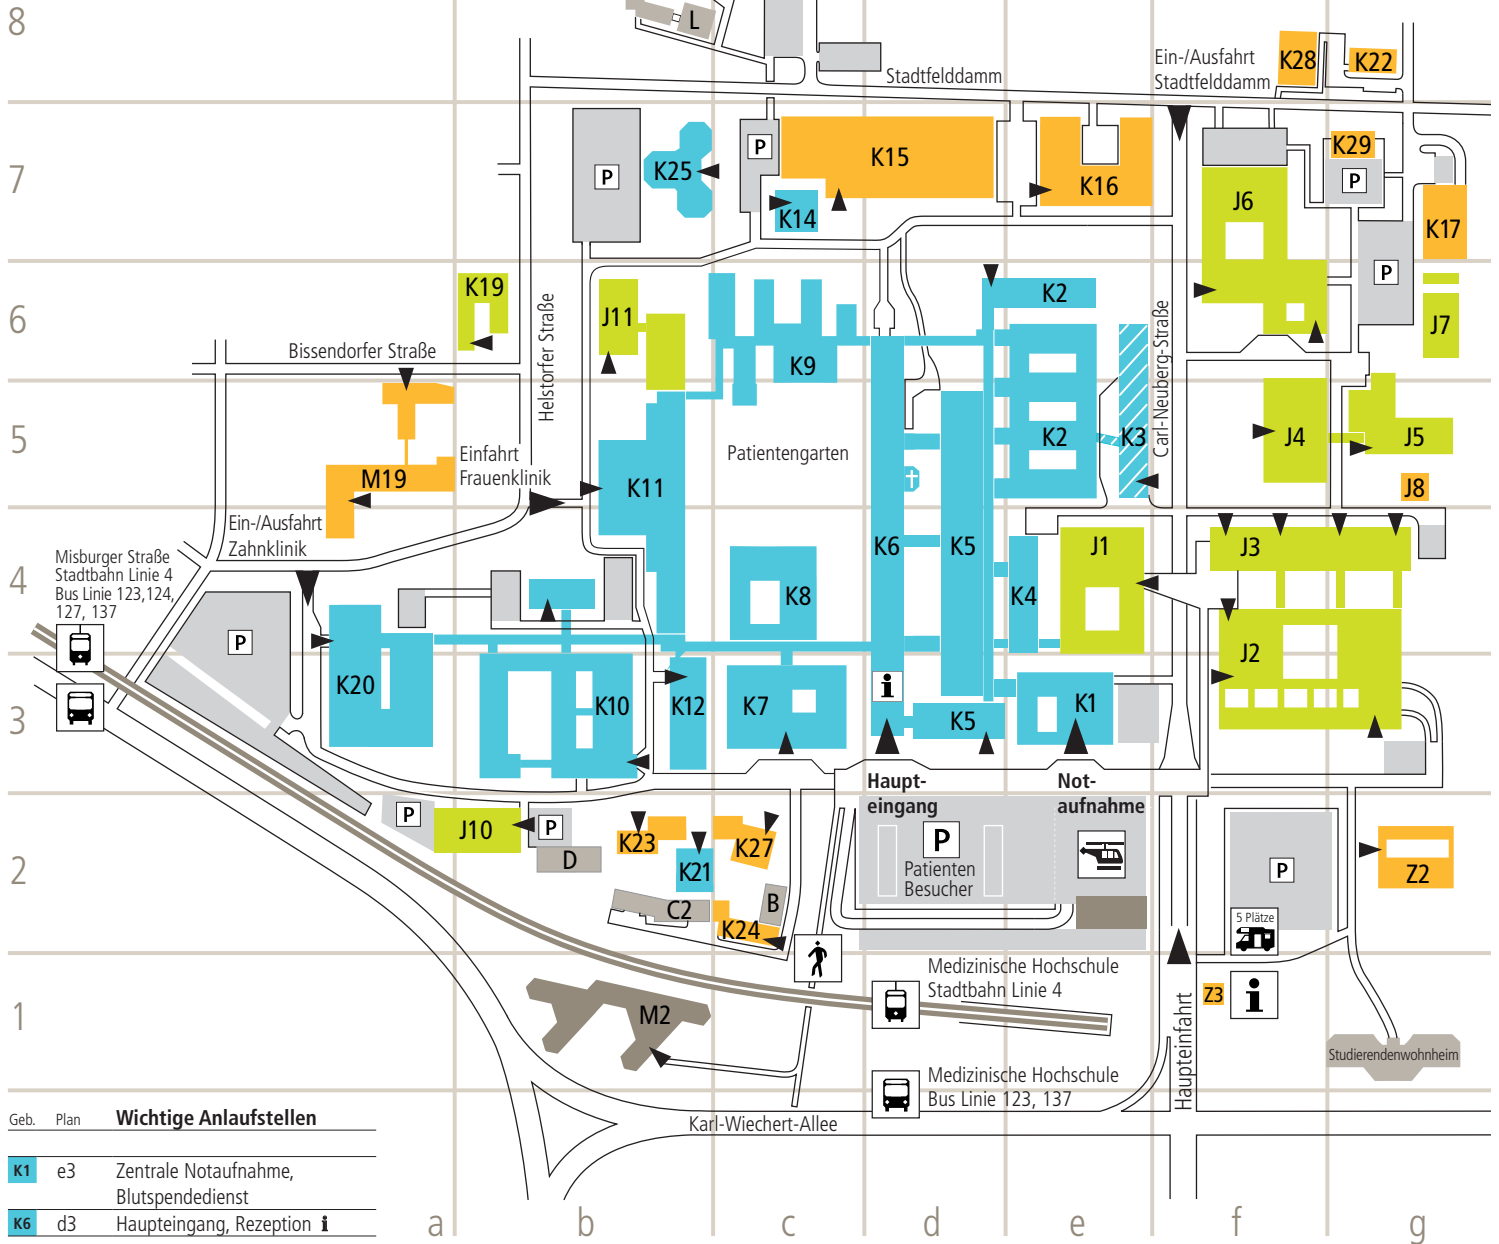 8
L
Stadtfelddamm
Ein-/Ausfahrt
Stadtfelddamm
K28
K22
7
P
K25
P
K15
K14
K16
K29
P
J6
K17
P
6
K19
Helstorfer Straße
J11
K9
K2
Carl-Neuberg-Straße
J7
Bissendorfer Straße
5
M19
Einfahrt
Frauenklinik
K11
Patientengarten
K2
K3
J4
J5
J8
Ein-/Ausfahrt
Zahnklinik
4
Misburger Straße
Stadtbahn Linie 4
Bus Linie 123,124,
127, 137
K8
K6
K5
K4
J1
J3
P
J2
3
K20
K10
K12
K7
i
K5
K1
Haupt-
eingang
Not-
aufnahme
2
P
J10
P
D
K23
K21
K27
C2
B
K24
P
Patienten
Besucher
P
Z2
5 Plätze
1
M2
Medizinische Hochschule
Stadtbahn Linie 4
Z3
i
Haupteinfahrt
Studierendenwohnheim
Medizinische Hochschule
Bus Linie 123, 137
Karl-Wiechert-Allee
Geb. Plan Wichtige Anlaufstellen
K1 e3 Zentrale Notaufnahme,
Blutspendedienst
K6 d3 Haupteingang, Rezeption i
a b c d e f g